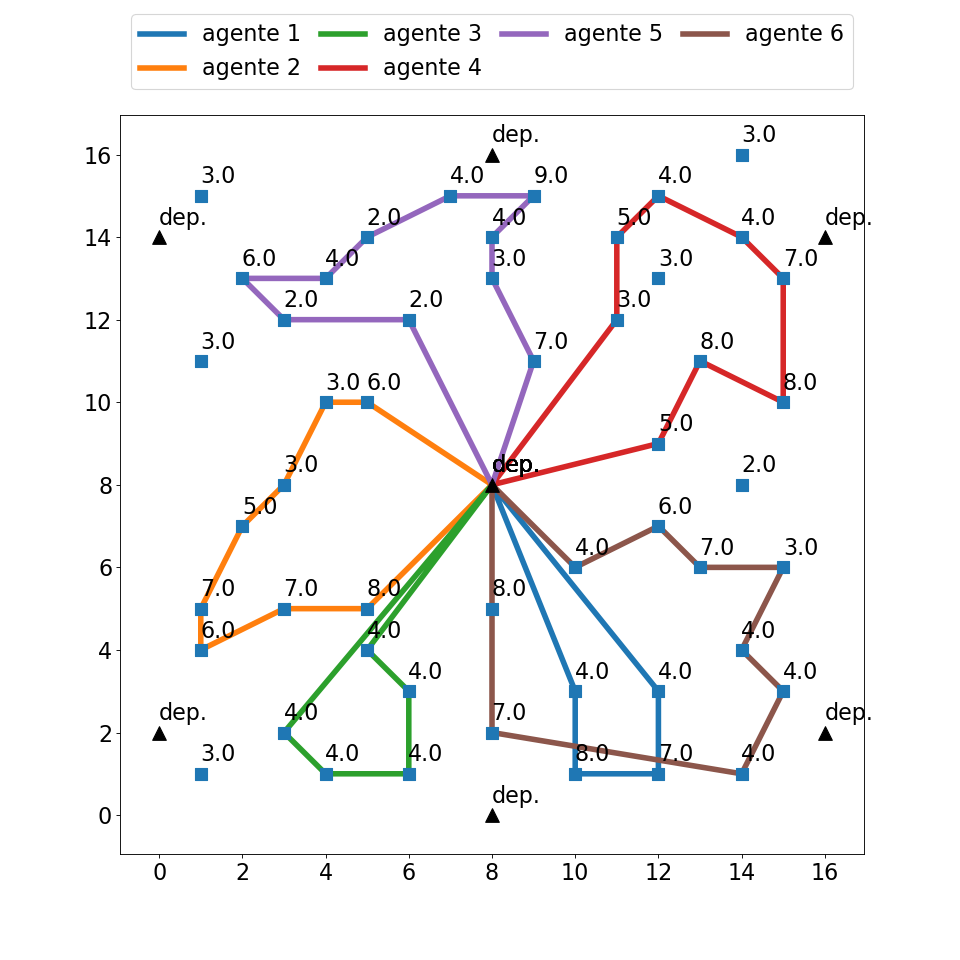 agente 1 agente 3 agente 5 agente 6
agente 2 agente 4
3.0
dep.
3.0 4.0 9.0 4.0
dep. 2.0 4.0 5.0 4.0 dep.
6.0 4.0 3.0 3.0 7.0
2.0 2.0 3.0
3.0 7.0 8.0
3.0 6.0 8.0
5.0
3.0 dep. dep. 2.0
5.0 6.0
4.0 7.0 3.0
7.0 7.0 8.0 8.0
6.0 4.0 4.0
4.0 4.0 4.0 4.0
dep. 4.0 7.0 dep.
3.0 4.0 4.0 8.0 7.0 4.0
dep.
16
14
12
10
8
6
4
2
0
0 2 4 6 8 10 12 14 16